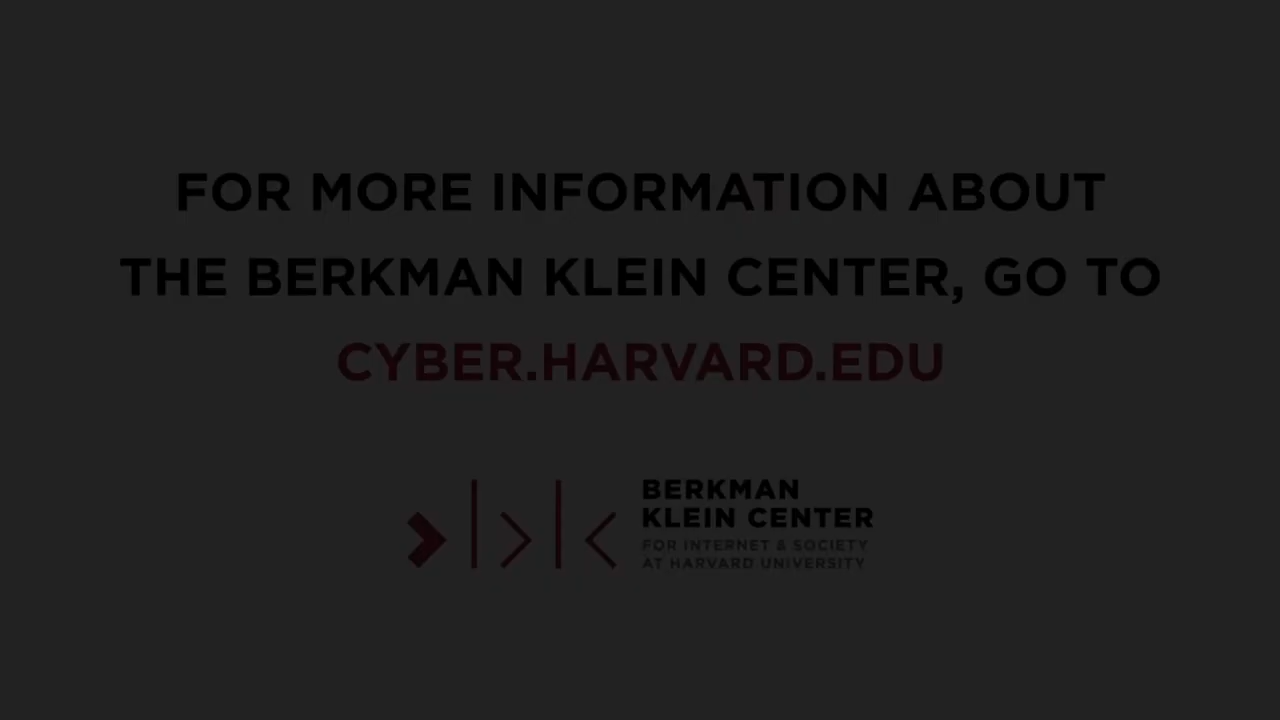 FOR MORE INFORMATION ABOUT
THE BERKMAN KLEIN CENTER, GO TO
CYBER.HARVARD.EDU
BERKMAN
KLEIN CENTER
FOR INTERNET & SOCIETY
AT HARVARD UNIVERSITY